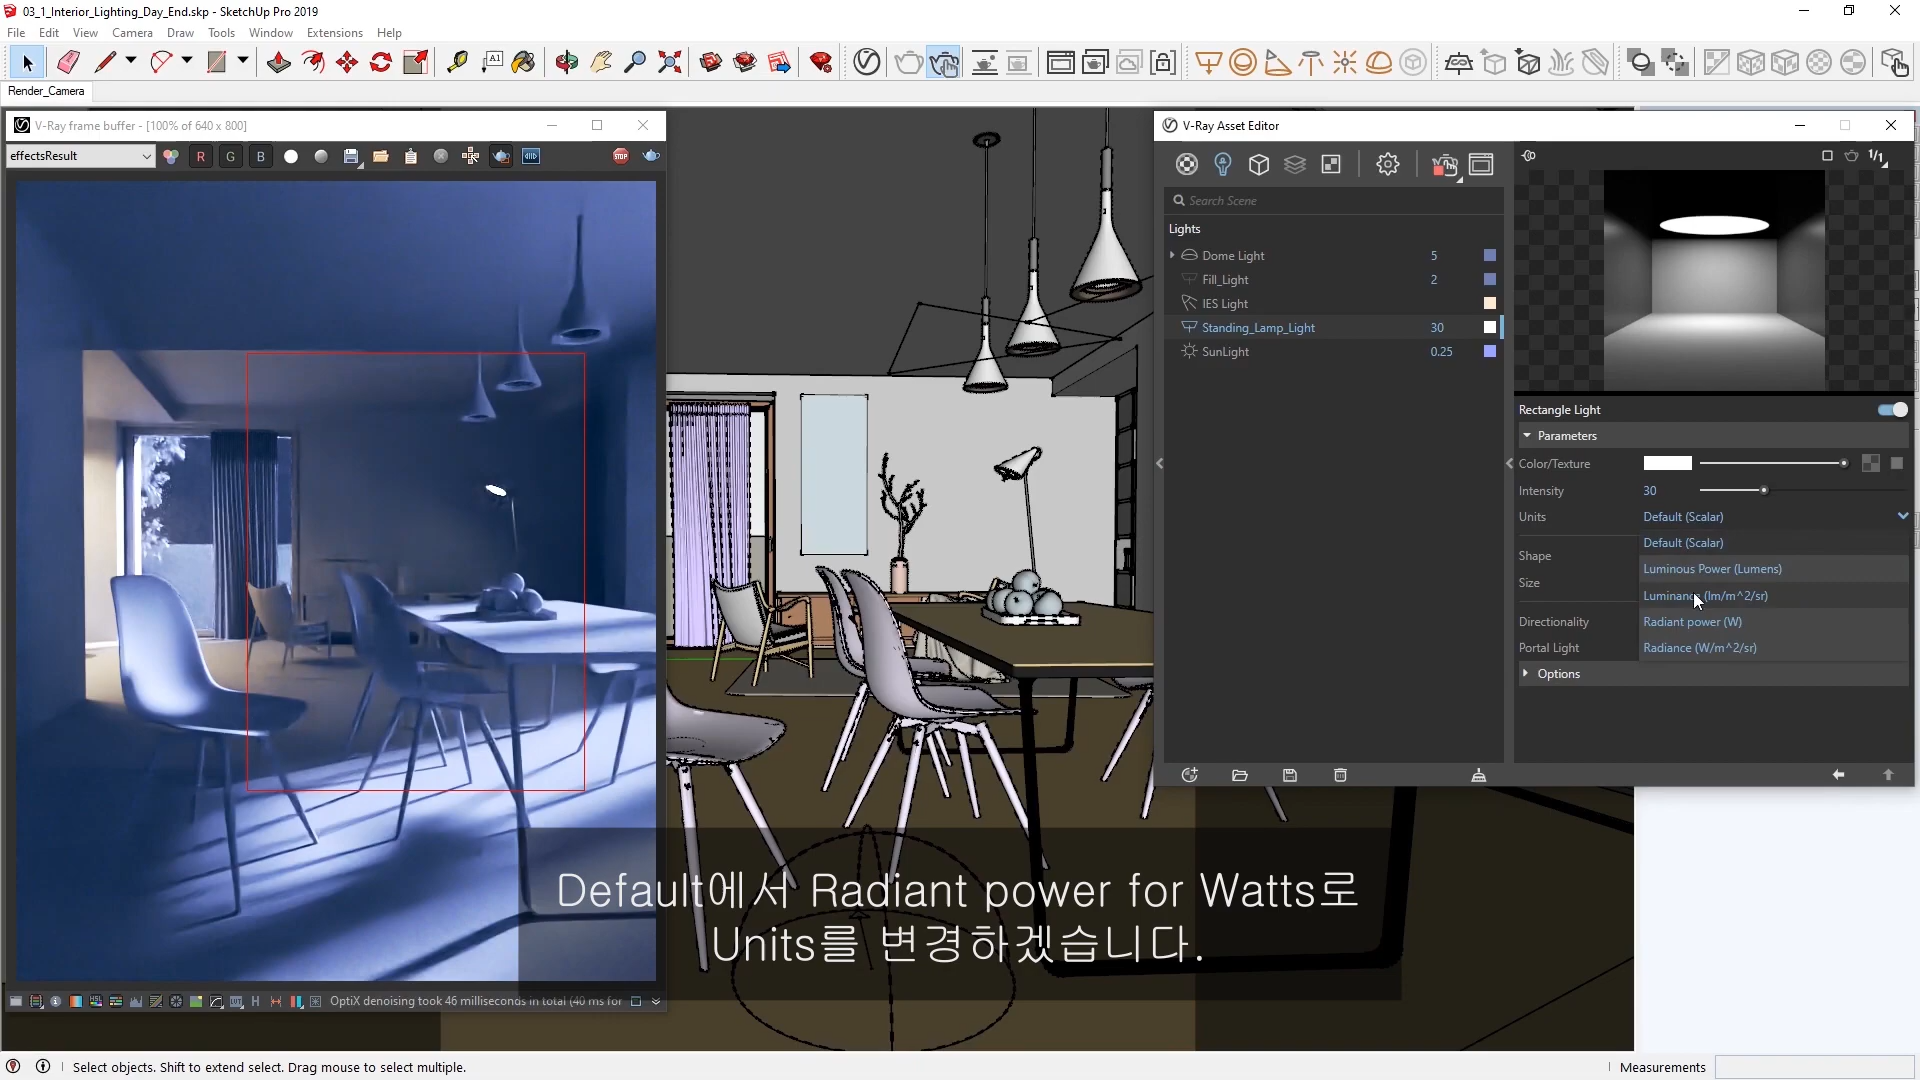 03_1_Interior_Lighting_Day_End.skp - SketchUp Pro 2019
File Edit View Camera Draw Tools Window Extensions Help
Render_Camera
V-Ray frame buffer - [100% of 640 x 800]
effectsResult
R G B
STOP
V-Ray Asset Editor
1/1
Search Scene
Lights
Dome Light 5
Fill_Light 2
IES Light
Standing_Lamp_Light 30
SunLight 0.25
Rectangle Light
Parameters
Color/Texture
Intensity 30
Units Default (Scalar)
Default (Scalar)
Shape
Luminous Power (Lumens)
Size
Luminance (lm/m^2/sr)
Directionality
Radiant power (W)
Portal Light
Radiance (W/m^2/sr)
Options
Default에서 Radiant power for Watts로
Units를 변경하겠습니다.
OptiX denoising took 46 milliseconds in total (40 ms for
Select objects. Shift to extend select. Drag mouse to select multiple.
Measurements